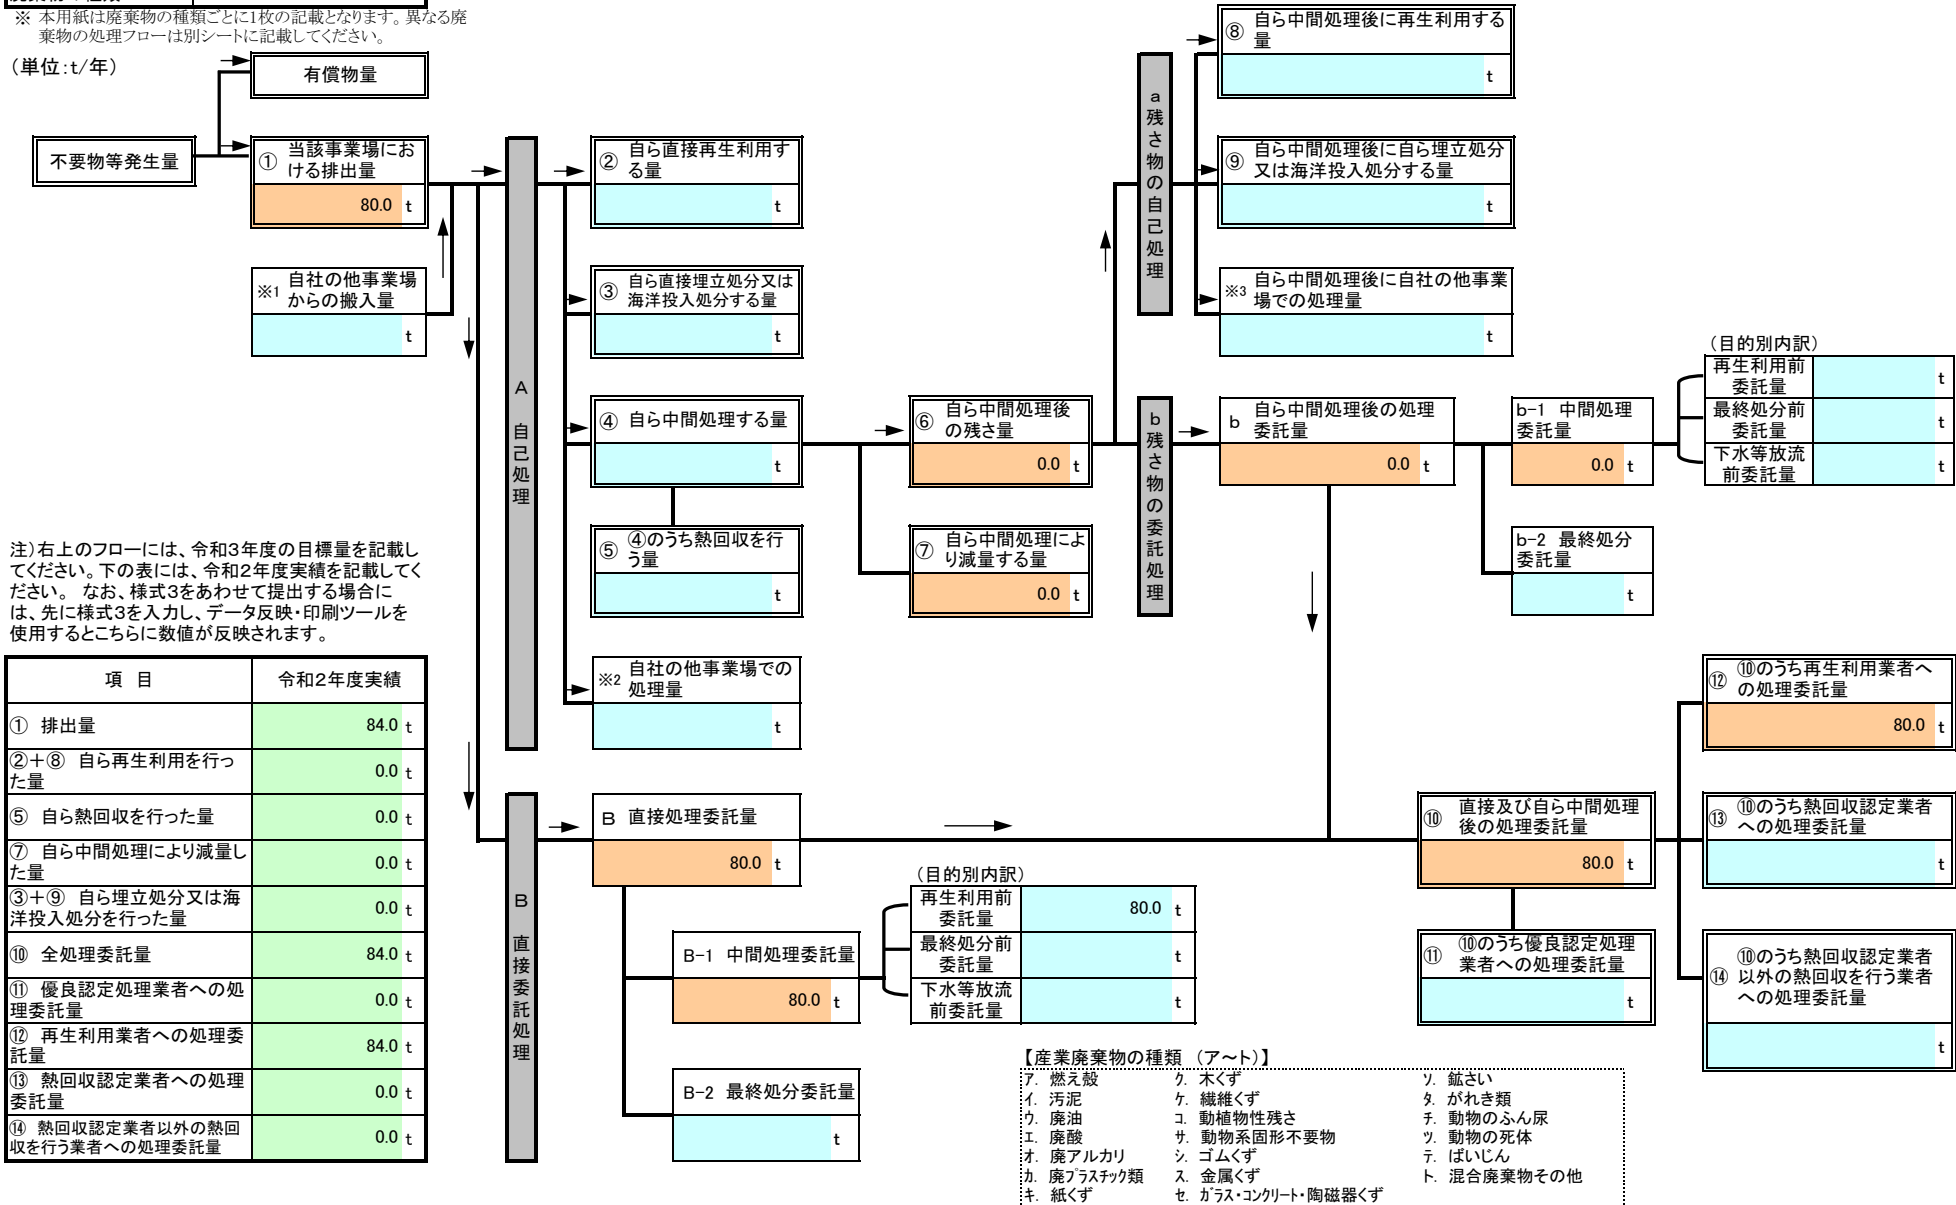 ※ 本用紙は廃棄物の種類ごとに1枚の記載となります。異なる廃
棄物の処理フローは別シートに記載してください。
（単位：t/年）
有償物量
不要物等発生量
① 当該事業場にお
ける排出量
80.0 t
※1 自社の他事業場
からの搬入量
t
A 自己処理
② 自ら直接再生利用す
る量
t
③ 自ら直接埋立処分又は
海洋投入処分する量
t
④ 自ら中間処理する量
t
⑤ ④のうち熱回収を行
う量
t
※2 自社の他事業場での
処理量
t
⑥ 自ら中間処理後
の残さ量
0.0 t
⑦ 自ら中間処理によ
り減量する量
0.0 t
a 残さ物の自己処理
⑧ 自ら中間処理後に再生利用する
量
t
⑨ 自ら中間処理後に自ら埋立処分
又は海洋投入処分する量
t
※3 自ら中間処理後に自社の他事業
場での処理量
t
b 残さ物の委託処理
b 自ら中間処理後の処理
委託量
0.0 t
b-1 中間処理
委託量
0.0 t
b-2 最終処分
委託量
t
（目的別内訳）
再生利用前
委託量
t
最終処分前
委託量
t
下水等放流
前委託量
t
注）右上のフローには、令和3年度の目標量を記載し
てください。下の表には、令和2年度実績を記載してく
ださい。 なお、様式3をあわせて提出する場合に
は、先に様式3を入力し、データ反映・印刷ツールを
使用するとこちらに数値が反映されます。
項 目 令和2年度実績
① 排出量 84.0 t
②＋⑧ 自ら再生利用を行っ
た量 0.0 t
⑤ 自ら熱回収を行った量 0.0 t
⑦ 自ら中間処理により減量し
た量 0.0 t
③＋⑨ 自ら埋立処分又は海
洋投入処分を行った量 0.0 t
⑩ 全処理委託量 84.0 t
⑪ 優良認定処理業者への処
理委託量 0.0 t
⑫ 再生利用業者への処理委
託量 84.0 t
⑬ 熱回収認定業者への処理
委託量 0.0 t
⑭ 熱回収認定業者以外の熱回
収を行う業者への処理委託量 0.0 t
B 直接委託処理
B 直接処理委託量
80.0 t
B-1 中間処理委託量
80.0 t
B-2 最終処分委託量
t
（目的別内訳）
再生利用前
委託量
80.0 t
最終処分前
委託量
t
下水等放流
前委託量
t
⑩ 直接及び自ら中間処理
後の処理委託量
80.0 t
⑪ ⑩のうち優良認定処理
業者への処理委託量
t
⑫ ⑩のうち再生利用業者へ
の処理委託量
80.0 t
⑬ ⑩のうち熱回収認定業者
への処理委託量
t
⑭ ⑩のうち熱回収認定業者
以外の熱回収を行う業者
への処理委託量
t
【産業廃棄物の種類 （ア～ト）】
ア. 燃え殻 ク. 木くず ソ. 鉱さい
イ. 汚泥 ケ. 繊維くず タ. がれき類
ウ. 廃油 コ. 動植物性残さ チ. 動物のふん尿
エ. 廃酸 サ. 動物系固形不要物 ツ. 動物の死体
オ. 廃アルカリ シ. ゴムくず テ. ばいじん
カ. 廃プラスチック類 ス. 金属くず ト. 混合廃棄物その他
キ. 紙くず セ. ガラス・コンクリート・陶磁器くず